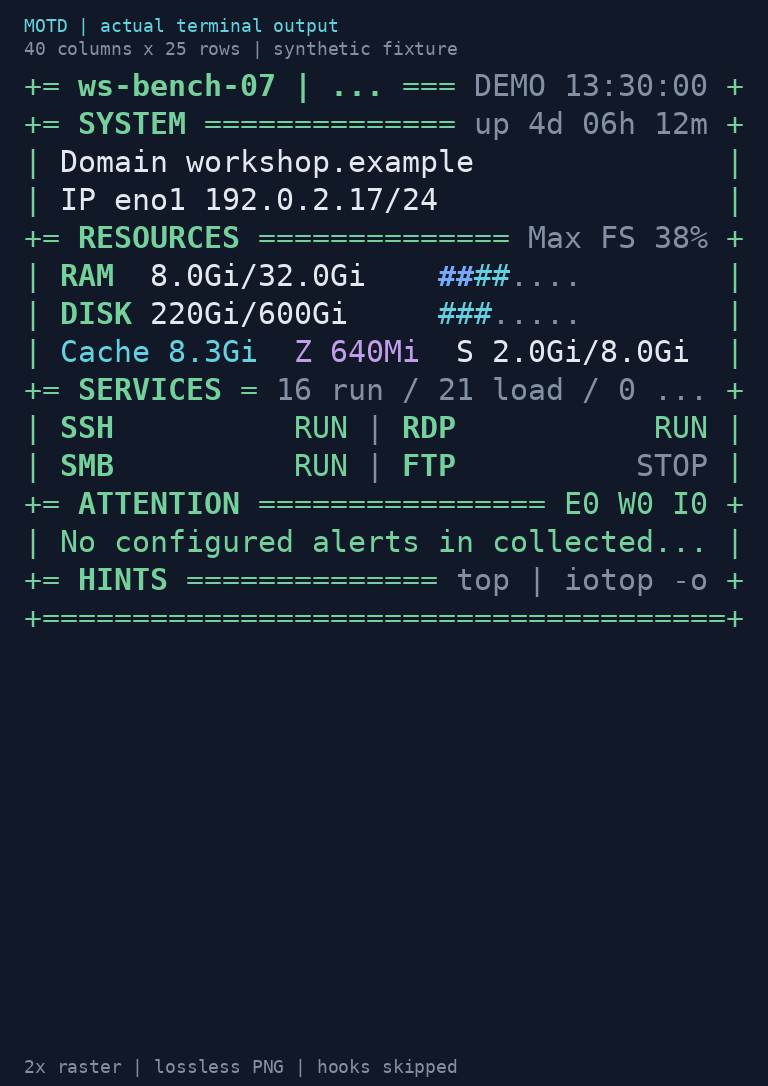 MOTD | actual terminal output
40 columns x 25 rows | synthetic fixture
+= ws-bench-07 | ... === DEMO 13:30:00 +
+= SYSTEM ============== up 4d 06h 12m +
| Domain workshop.example              |
| IP eno1 192.0.2.17/24                |
+= RESOURCES ============== Max FS 38% +
| RAM  8.0Gi/32.0Gi    ####....        |
| DISK 220Gi/600Gi     ###.....        |
| Cache 8.3Gi  Z 640Mi  S 2.0Gi/8.0Gi  |
+= SERVICES = 16 run / 21 load / 0 ... +
| SSH          RUN | RDP           RUN |
| SMB          RUN | FTP          STOP |
+= ATTENTION ================ E0 W0 I0 +
| No configured alerts in collected... |
+= HINTS ============== top | iotop -o +
+======================================+
2x raster | lossless PNG | hooks skipped